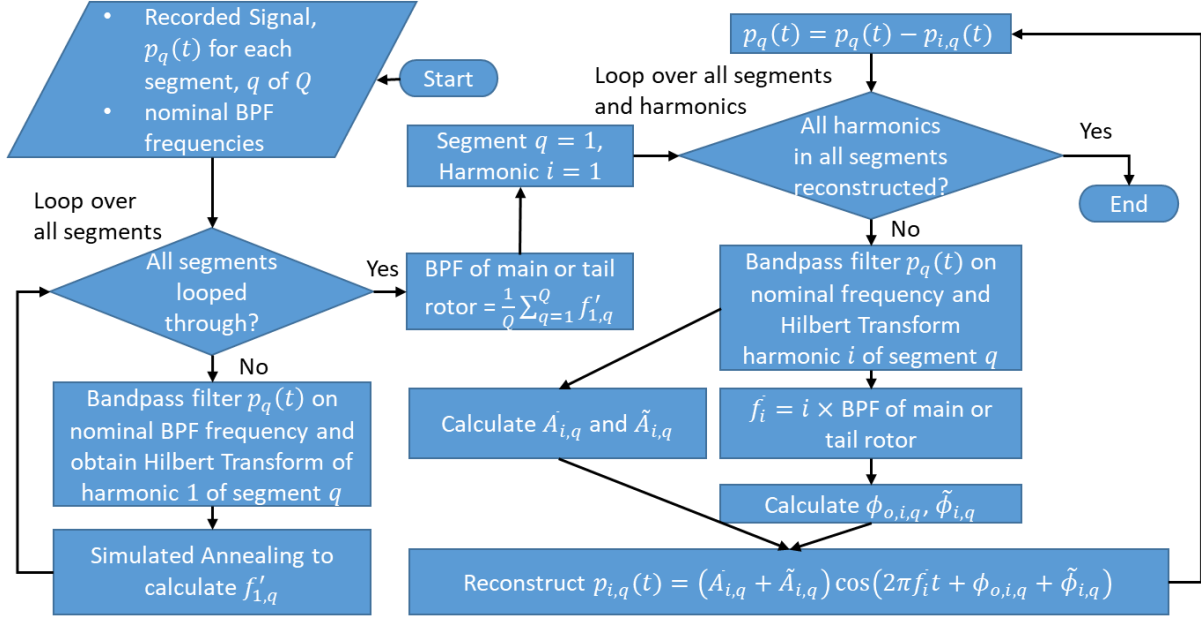 • Recorded Signal,
p_q(t) for each
segment, q of Q
• nominal BPF
frequencies
Start
Loop over
all segments
All segments
looped
through?
Yes
No
Bandpass filter p_q(t) on
nominal BPF frequency and
obtain Hilbert Transform of
harmonic 1 of segment q
Simulated Annealing to
calculate f′_{1,q}
BPF of main or tail
rotor = \frac{1}{Q} ∑_{q=1}^{Q} f′_{1,q}
Segment q = 1,
Harmonic i = 1
p_q(t) = p_q(t) − p_{i,q}(t)
Loop over all segments
and harmonics
All harmonics
in all segments
reconstructed?
Yes
End
No
Bandpass filter p_q(t) on
nominal frequency and
Hilbert Transform
harmonic i of segment q
Calculate A_{i,q}^˙ and Ã_{i,q}
f_i^˙ = i × BPF of main or
tail rotor
Calculate ϕ_{o,i,q}, ϕ̃_{i,q}
Reconstruct p_{i,q}(t) = (A_{i,q}^˙ + Ã_{i,q}) cos(2πf_i^˙t + ϕ_{o,i,q} + ϕ̃_{i,q})